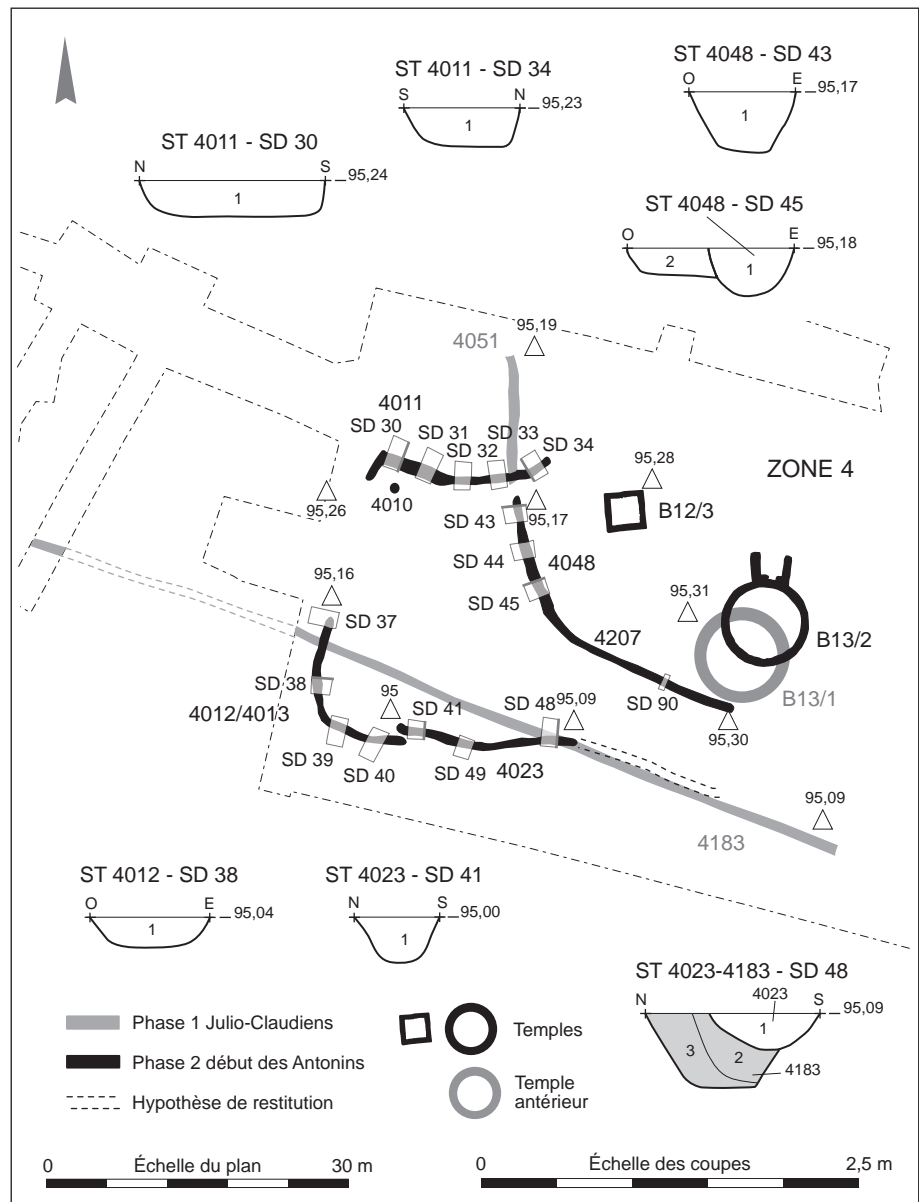 ST 4011 - SD 34
S N 95,23
1
ST 4048 - SD 43
O E 95,17
1
ST 4011 - SD 30
N S 95,24
1
ST 4048 - SD 45
O E 95,18
2 1
4051
95,19
4011
SD 30
SD 31
SD 32
SD 33
SD 34
4010
95,26
95,28
ZONE 4
B12/3
SD 43
95,17
SD 44
4048
SD 45
95,16
SD 37
95,31
4207
B13/2
B13/1
SD 38
4012/4013
95
SD 41
SD 48
95,09
SD 90
95,30
SD 39
SD 40
SD 49
4023
4183
95,09
ST 4012 - SD 38
O E 95,04
1
ST 4023 - SD 41
N S 95,00
1
ST 4023-4183 - SD 48
4023
N S 95,09
1
3 2
4183
Phase 1 Julio-Claudiens
Phase 2 début des Antonins
Hypothèse de restitution
Temples
Temple
antérieur
0 Échelle du plan 30 m
0 Échelle des coupes 2,5 m